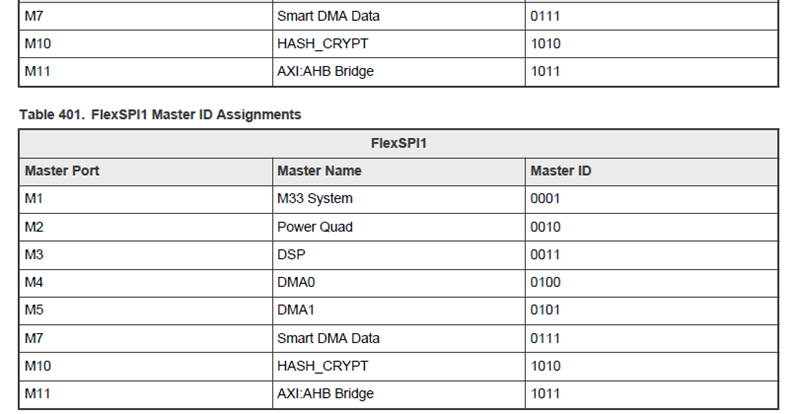 M7 Smart DMA Data 0111
M10 HASH_CRYPT 1010
M11 AXI:AHB Bridge 1011
Table 401. FlexSPI1 Master ID Assignments
FlexSPI1
Master Port Master Name Master ID
M1 M33 System 0001
M2 Power Quad 0010
M3 DSP 0011
M4 DMA0 0100
M5 DMA1 0101
M7 Smart DMA Data 0111
M10 HASH_CRYPT 1010
M11 AXI:AHB Bridge 1011